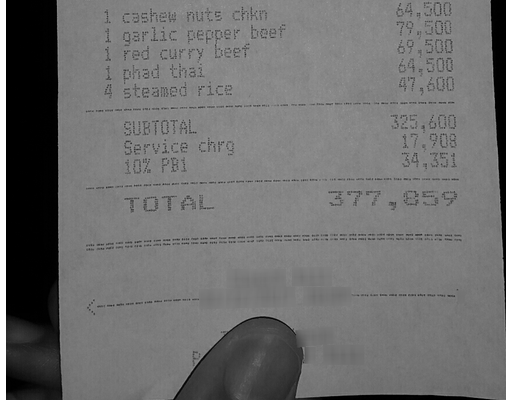 1 cashew nuts chkn 64,500
1 garlic pepper beef 79,500
1 red curry beef 69,500
1 phad thai 64,500
4 steamed rice 47,600
SUBTOTAL 325,600
Service chrg 17,908
10% PB1 34,351
TOTAL 377,859